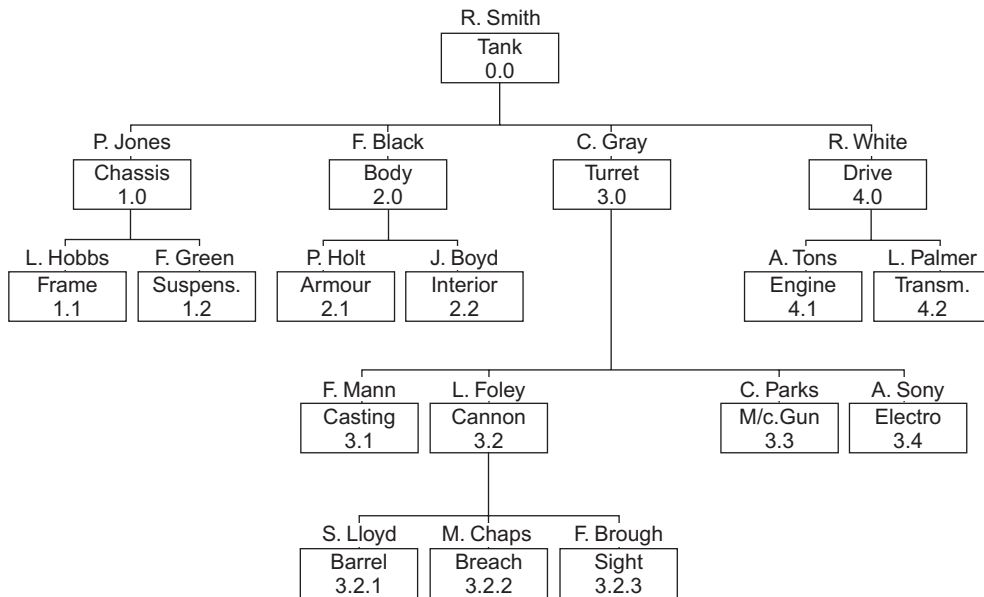 R. Smith
Tank
0.0
P. Jones
Chassis
1.0
F. Black
Body
2.0
C. Gray
Turret
3.0
R. White
Drive
4.0
L. Hobbs
Frame
1.1
F. Green
Suspens.
1.2
P. Holt
Armour
2.1
J. Boyd
Interior
2.2
A. Tons
Engine
4.1
L. Palmer
Transm.
4.2
F. Mann
Casting
3.1
L. Foley
Cannon
3.2
C. Parks
M/c.Gun
3.3
A. Sony
Electro
3.4
S. Lloyd
Barrel
3.2.1
M. Chaps
Breach
3.2.2
F. Brough
Sight
3.2.3